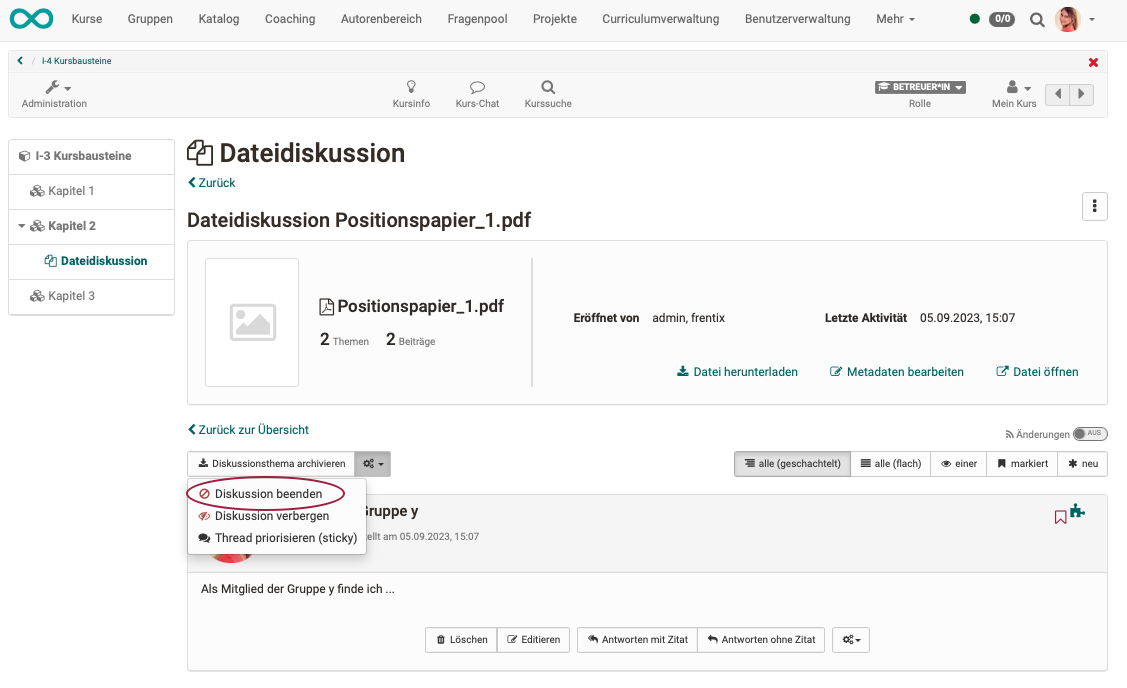 Kurse Gruppen Katalog Coaching Autorenbereich Fragenpool Projekte Curriculumverwaltung Benutzerverwaltung Mehr 0/0
/ I-4 Kursbausteine
Administration Kursinfo Kurs-Chat Kurssuche BETREUER*IN Rolle Mein Kurs
I-3 Kursbausteine
Kapitel 1
Kapitel 2
Dateidiskussion
Kapitel 3
Dateidiskussion
Zurück
Dateidiskussion Positionspapier_1.pdf
Positionspapier_1.pdf
2 Themen 2 Beiträge
Eröffnet von admin, frentix Letzte Aktivität 05.09.2023, 15:07
Datei herunterladen Metadaten bearbeiten Datei öffnen
Zurück zur Übersicht
Änderungen AUS
Diskussionsthema archivieren alle (geschachtelt) alle (flach) einer markiert neu
Diskussion beenden
Diskussion verbergen
Thread priorisieren (sticky)
Gruppe y
ellt am 05.09.2023, 15:07
Als Mitglied der Gruppe y finde ich ...
Löschen Editieren Antworten mit Zitat Antworten ohne Zitat